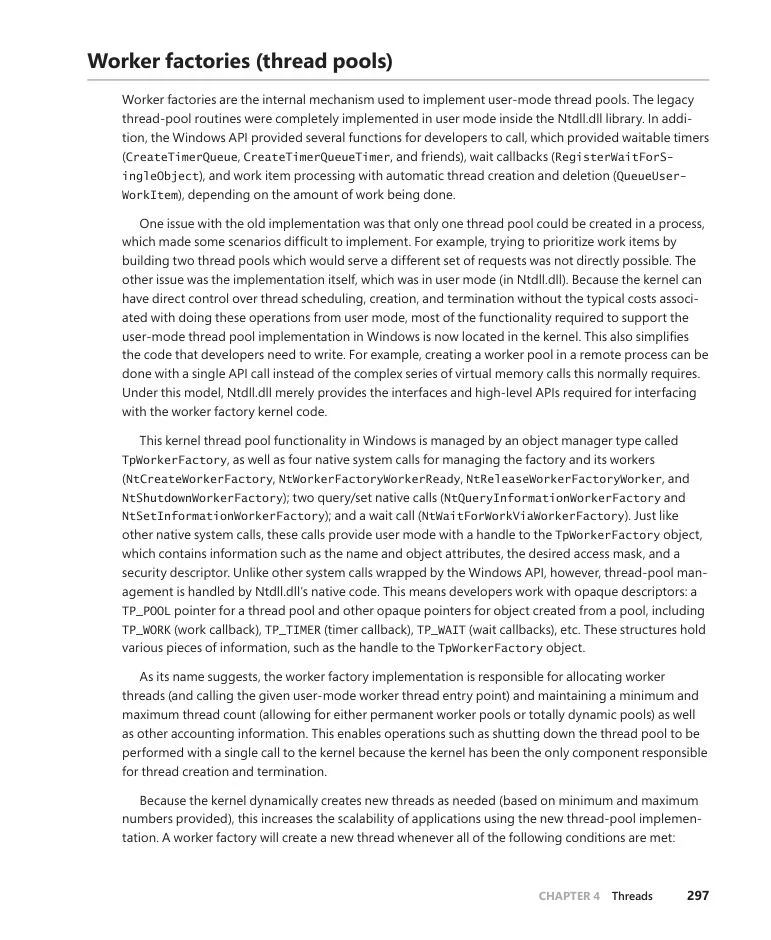 Worker factories (thread pools)
Worker factories are the internal mechanism used to implement user-mode thread pools. The legacy
thread-pool routines were completely implemented in user mode inside the Ntdll.dll library. In addi-
tion, the Windows API provided several functions for developers to call, which provided waitable timers
(CreateTimerQueue, CreateTimerQueueTimer, and friends), wait callbacks (RegisterWaitForS-
ingleObject), and work item processing with automatic thread creation and deletion (QueueUser-
WorkItem), depending on the amount of work being done.
One issue with the old implementation was that only one thread pool could be created in a process,
which made some scenarios difficult to implement. For example, trying to prioritize work items by
building two thread pools which would serve a different set of requests was not directly possible. The
other issue was the implementation itself, which was in user mode (in Ntdll.dll). Because the kernel can
have direct control over thread scheduling, creation, and termination without the typical costs associ-
ated with doing these operations from user mode, most of the functionality required to support the
user-mode thread pool implementation in Windows is now located in the kernel. This also simplifies
the code that developers need to write. For example, creating a worker pool in a remote process can be
done with a single API call instead of the complex series of virtual memory calls this normally requires.
Under this model, Ntdll.dll merely provides the interfaces and high-level APIs required for interfacing
with the worker factory kernel code.
This kernel thread pool functionality in Windows is managed by an object manager type called
TpWorkerFactory, as well as four native system calls for managing the factory and its workers
(NtCreateWorkerFactory, NtWorkerFactoryWorkerReady, NtReleaseWorkerFactoryWorker, and
NtShutdownWorkerFactory); two query/set native calls (NtQueryInformationWorkerFactory and
NtSetInformationWorkerFactory); and a wait call (NtWaitForWorkViaWorkerFactory). Just like
other native system calls, these calls provide user mode with a handle to the TpWorkerFactory object,
which contains information such as the name and object attributes, the desired access mask, and a
security descriptor. Unlike other system calls wrapped by the Windows API, however, thread-pool man-
agement is handled by Ntdll.dll's native code. This means developers work with opaque descriptors: a
TP_POOL pointer for a thread pool and other opaque pointers for object created from a pool, including
TP_WORK (work callback), TP_TIMER (timer callback), TP_WAIT (wait callbacks), etc. These structures hold
various pieces of information, such as the handle to the TpWorkerFactory object.
As its name suggests, the worker factory implementation is responsible for allocating worker
threads (and calling the given user-mode worker thread entry point) and maintaining a minimum and
maximum thread count (allowing for either permanent worker pools or totally dynamic pools) as well
as other accounting information. This enables operations such as shutting down the thread pool to be
performed with a single call to the kernel because the kernel has been the only component responsible
for thread creation and termination.
Because the kernel dynamically creates new threads as needed (based on minimum and maximum
numbers provided), this increases the scalability of applications using the new thread-pool implemen-
tation. A worker factory will create a new thread whenever all of the following conditions are met:
CHAPTER 4 Threads 297